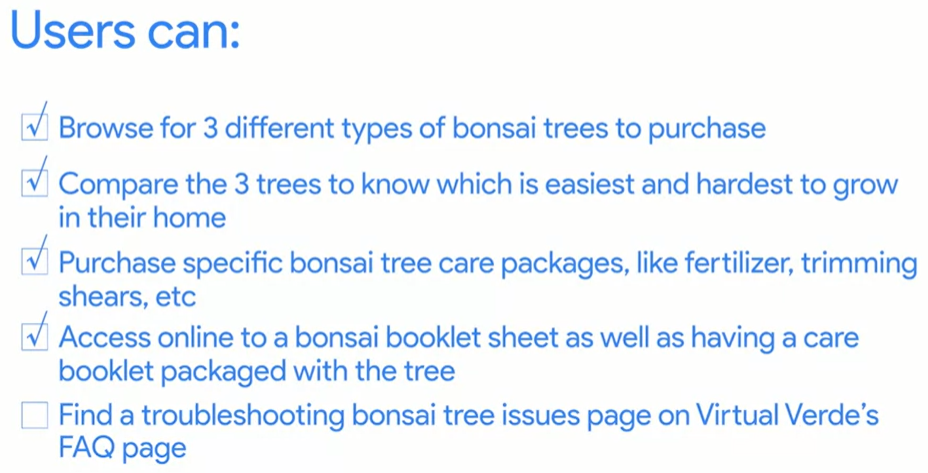 Users can:
Browse for 3 different types of bonsai trees to purchase
Compare the 3 trees to know which is easiest and hardest to grow
in their home
Purchase specific bonsai tree care packages, like fertilizer, trimming
shears, etc
Access online to a bonsai booklet sheet as well as having a care
booklet packaged with the tree
Find a troubleshooting bonsai tree issues page on Virtual Verde's
FAQ page